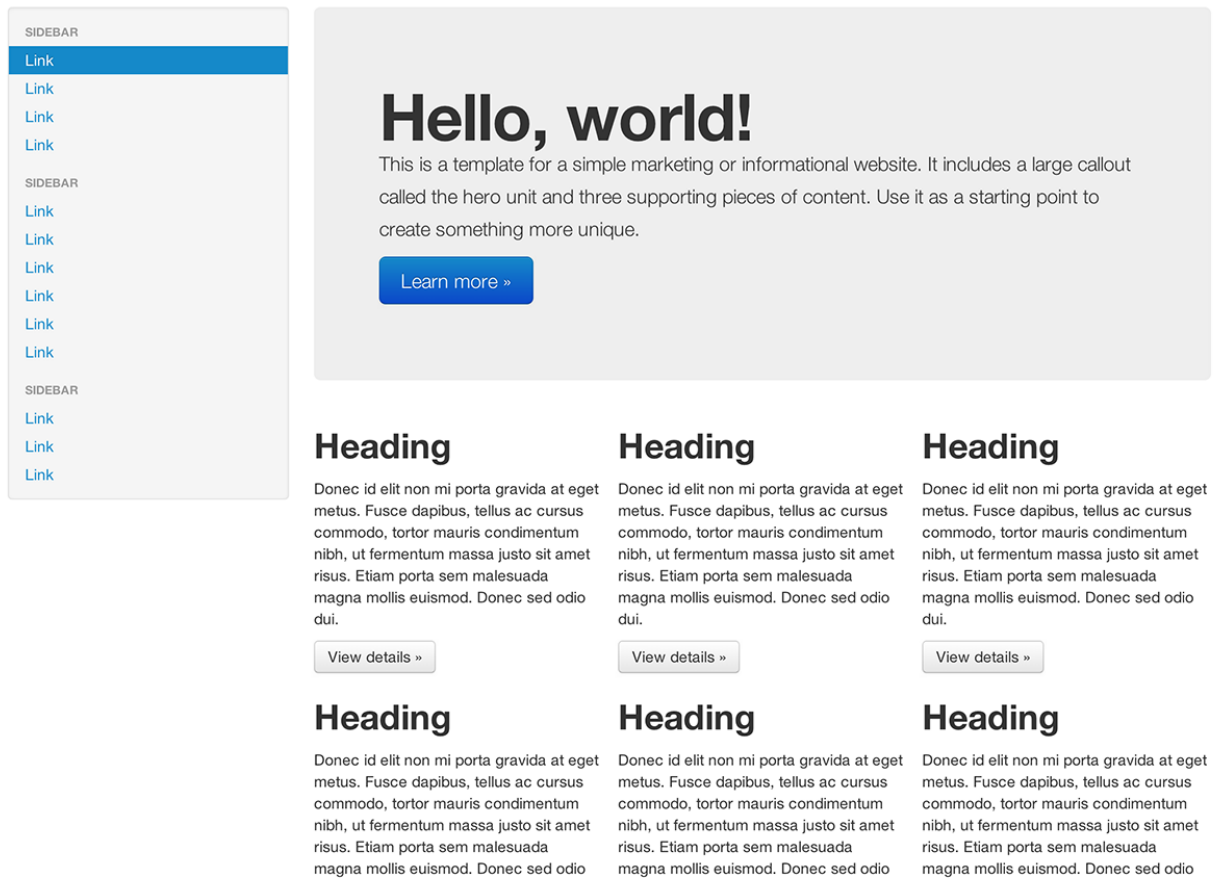 SIDEBAR
Link
Link
Link
Link
SIDEBAR
Link
Link
Link
Link
Link
Link
SIDEBAR
Link
Link
Link
Hello, world!
This is a template for a simple marketing or informational website. It includes a large callout
called the hero unit and three supporting pieces of content. Use it as a starting point to
create something more unique.
Learn more »
Heading
Donec id elit non mi porta gravida at eget
metus. Fusce dapibus, tellus ac cursus
commodo, tortor mauris condimentum
nibh, ut fermentum massa justo sit amet
risus. Etiam porta sem malesuada
magna mollis euismod. Donec sed odio
dui.
View details »
Heading
Donec id elit non mi porta gravida at eget
metus. Fusce dapibus, tellus ac cursus
commodo, tortor mauris condimentum
nibh, ut fermentum massa justo sit amet
risus. Etiam porta sem malesuada
magna mollis euismod. Donec sed odio
dui.
View details »
Heading
Donec id elit non mi porta gravida at eget
metus. Fusce dapibus, tellus ac cursus
commodo, tortor mauris condimentum
nibh, ut fermentum massa justo sit amet
risus. Etiam porta sem malesuada
magna mollis euismod. Donec sed odio
dui.
View details »
Heading
Donec id elit non mi porta gravida at eget
metus. Fusce dapibus, tellus ac cursus
commodo, tortor mauris condimentum
nibh, ut fermentum massa justo sit amet
risus. Etiam porta sem malesuada
magna mollis euismod. Donec sed odio
Heading
Donec id elit non mi porta gravida at eget
metus. Fusce dapibus, tellus ac cursus
commodo, tortor mauris condimentum
nibh, ut fermentum massa justo sit amet
risus. Etiam porta sem malesuada
magna mollis euismod. Donec sed odio
Heading
Donec id elit non mi porta gravida at eget
metus. Fusce dapibus, tellus ac cursus
commodo, tortor mauris condimentum
nibh, ut fermentum massa justo sit amet
risus. Etiam porta sem malesuada
magna mollis euismod. Donec sed odio